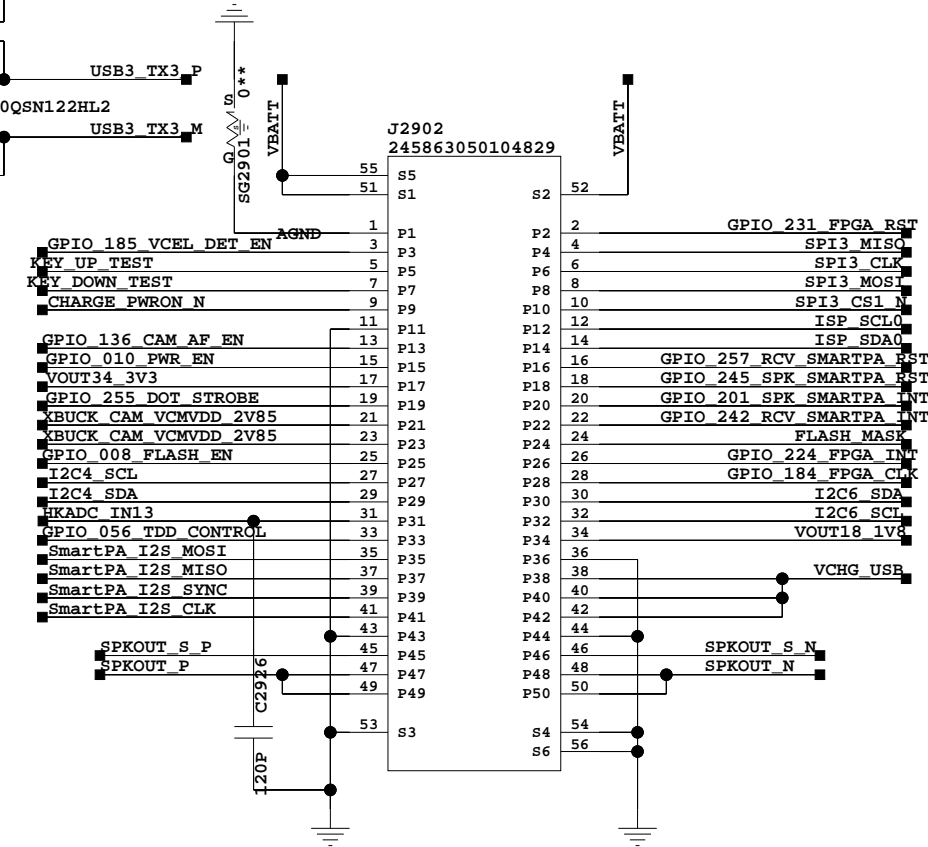 USB3_TX3_P
0QSN122HL2
USB3_TX3_M
S
0**
G
SG2901
VBATT
VBATT
J2902
245863050104829
55 S5
51 S1 S2 52
AGND 1 P1 P2 2 GPIO_231_FPGA_RST
GPIO_185_VCEL_DET_EN 3 P3 P4 4 SPI3_MISO
KEY_UP_TEST 5 P5 P6 6 SPI3_CLK
KEY_DOWN_TEST 7 P7 P8 8 SPI3_MOSI
CHARGE_PWRON_N 9 P9 P10 10 SPI3_CS1_N
11 P11 P12 12 ISP_SCL0
GPIO_136_CAM_AF_EN 13 P13 P14 14 ISP_SDA0
GPIO_010_PWR_EN 15 P15 P16 16 GPIO_257_RCV_SMARTPA_RST
VOUT34_3V3 17 P17 P18 18 GPIO_245_SPK_SMARTPA_RST
GPIO_255_DOT_STROBE 19 P19 P20 20 GPIO_201_SPK_SMARTPA_INT
XBUCK_CAM_VCMVDD_2V85 21 P21 P22 22 GPIO_242_RCV_SMARTPA_INT
XBUCK_CAM_VCMVDD_2V85 23 P23 P24 24 FLASH_MASK
GPIO_008_FLASH_EN 25 P25 P26 26 GPIO_224_FPGA_INT
I2C4_SCL 27 P27 P28 28 GPIO_184_FPGA_CLK
I2C4_SDA 29 P29 P30 30 I2C6_SDA
HKADC_IN13 31 P31 P32 32 I2C6_SCL
GPIO_056_TDD_CONTROL 33 P33 P34 34 VOUT18_1V8
SmartPA_I2S_MOSI 35 P35 P36 36
SmartPA_I2S_MISO 37 P37 P38 38 VCHG_USB
SmartPA_I2S_SYNC 39 P39 P40 40
SmartPA_I2S_CLK 41 P41 P42 42
43 P43 P44 44
SPKOUT_S_P 45 P45 P46 46 SPKOUT_S_N
SPKOUT_P 47 P47 P48 48 SPKOUT_N
49 P49 P50 50
C2926
53 S3 S4 54
S6 56
120P